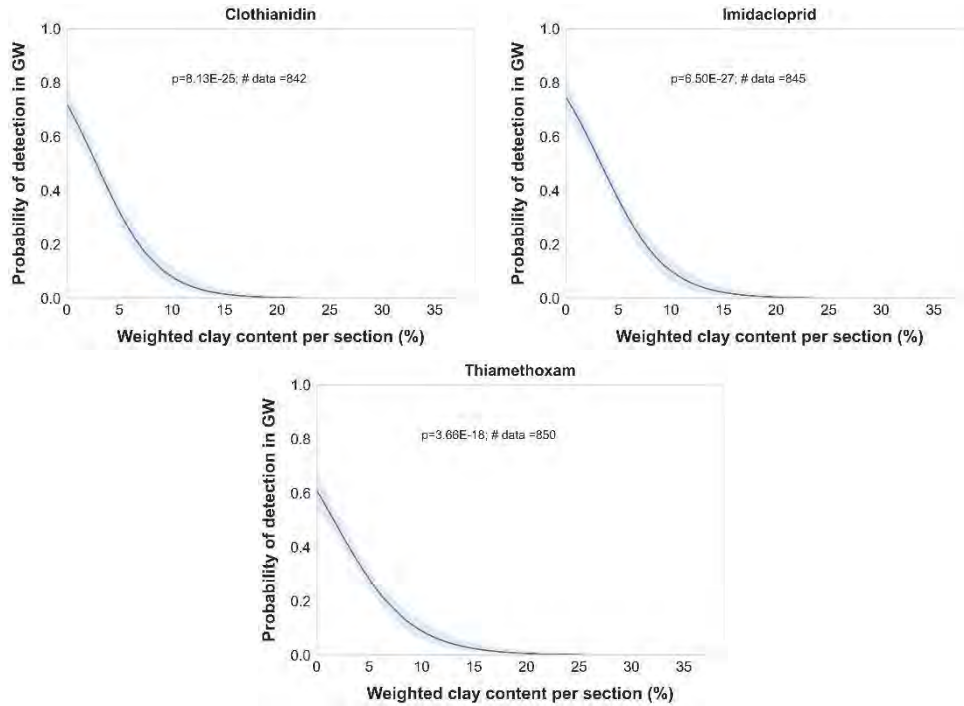 Clothianidin
Probability of detection in GW
1.0
0.8
0.6
0.4
0.2
0.0
p=8.13E-25; # data =842
0 5 10 15 20 25 30 35
Weighted clay content per section (%)
Imidacloprid
Probability of detection in GW
1.0
0.8
0.6
0.4
0.2
0.0
p=6.50E-27; # data =845
0 5 10 15 20 25 30 35
Weighted clay content per section (%)
Thiamethoxam
Probability of detection in GW
1.0
0.8
0.6
0.4
0.2
0.0
p=3.66E-18; # data =850
0 5 10 15 20 25 30 35
Weighted clay content per section (%)